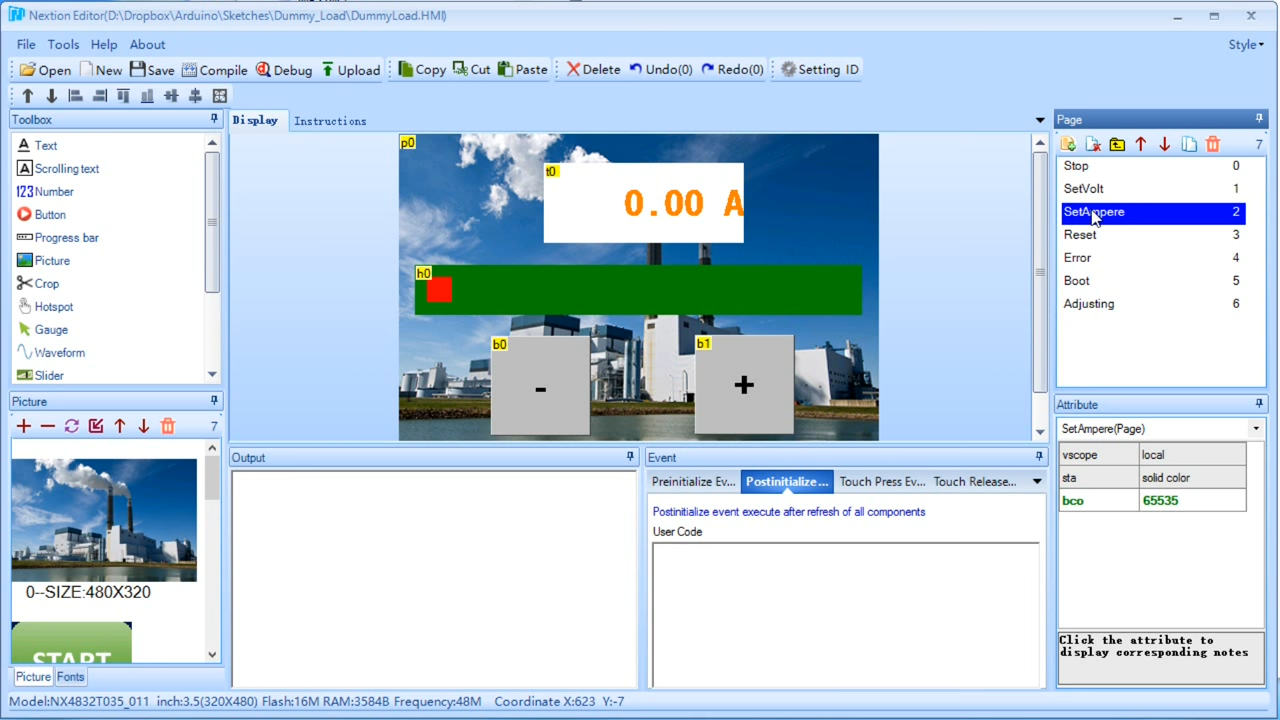 Nextion Editor(D:\Dropbox\Arduino\Sketches\Dummy_Load\DummyLoad.HMI)
File Tools Help About Style
Open New Save Compile Debug Upload Copy Cut Paste Delete Undo(0) Redo(0) Setting ID
Toolbox
Text
Scrolling text
123 Number
Button
Progress bar
Picture
Crop
Hotspot
Gauge
Waveform
Slider
Picture
7
0--SIZE:480X320
START
Picture Fonts
Display Instructions
p0
t0
0.00 A
h0
b0
-
b1
+
Output
Event
Preinitialize Ev... Postinitialize... Touch Press Ev... Touch Release...
Postinitialize event execute after refresh of all components
User Code
Page
7
Stop 0
SetVolt 1
SetAmpere 2
Reset 3
Error 4
Boot 5
Adjusting 6
Attribute
SetAmpere(Page)
vscope local
sta solid color
bco 65535
Click the attribute to
display corresponding notes
Model:NX4832T035_011 inch:3.5(320X480) Flash:16M RAM:3584B Frequency:48M Coordinate X:623 Y:-7